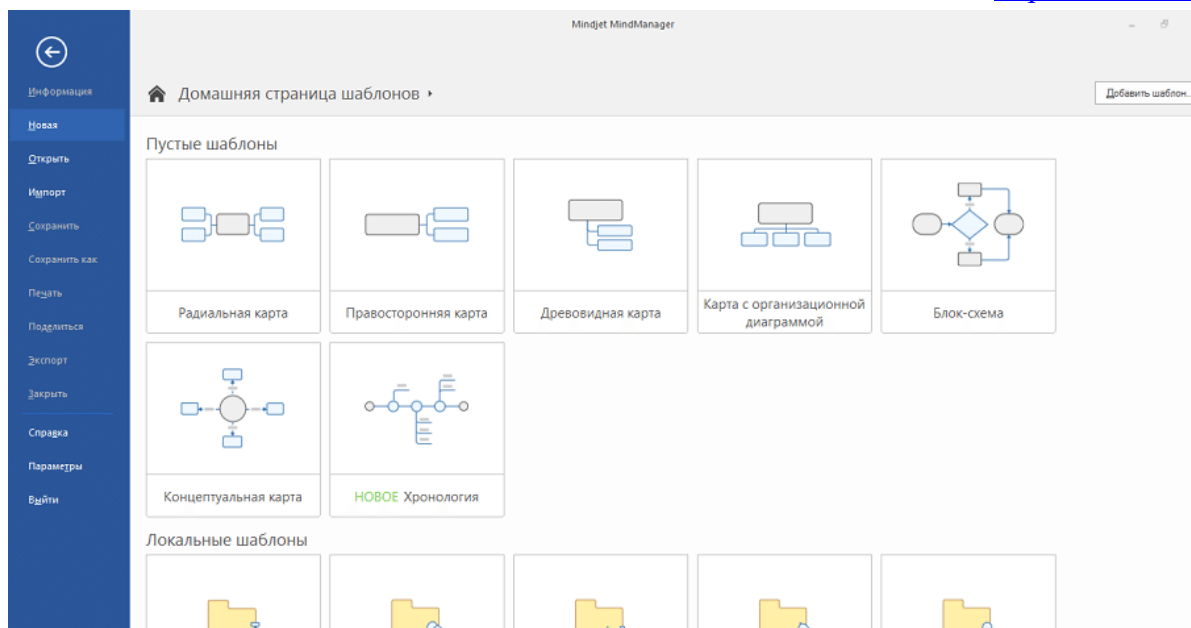 Mindjet MindManager
Информация
Домашняя страница шаблонов
Добавить шаблон...
Новая
Открыть
Импорт
Сохранить
Сохранить как
Печать
Поделиться
Экспорт
Закрыть
Справка
Параметры
Выйти
Пустые шаблоны
Радиальная карта
Правосторонняя карта
Древовидная карта
Карта с организационной
диаграммой
Блок-схема
Концептуальная карта
НОВОЕ Хронология
Локальные шаблоны